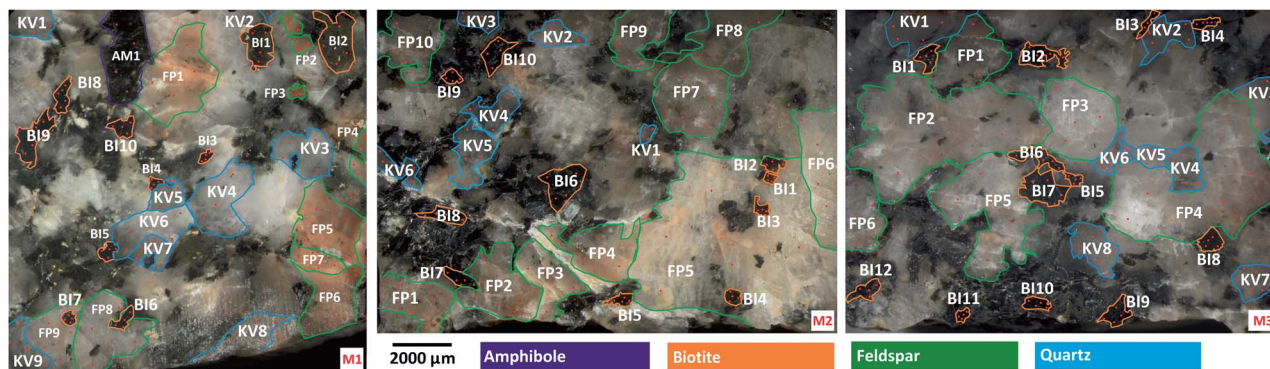 KV1
AM1
FP1
KV2
BI1
FP2
BI2
BI8
FP3
BI9
BI10
BI3
KV3
FP4
BI4
KV5
KV4
KV6
BI5
KV7
FP5
FP7
FP6
BI7
FP8
BI6
FP9
KV8
KV9
M1
FP10
KV3
BI10
KV2
FP9
FP8
BI9
KV4
FP7
KV5
KV1
KV6
BI6
BI2
BI1
FP6
BI8
BI3
BI7
FP4
FP3
FP5
FP1
FP2
BI5
BI4
M2
KV1
BI1
FP1
BI2
BI3
KV2
BI4
FP2
FP3
BI6
KV6
KV5
KV4
BI7
BI5
FP5
FP4
FP6
KV8
BI8
BI12
BI11
BI10
BI9
KV7
M3
2000 µm
Amphibole
Biotite
Feldspar
Quartz